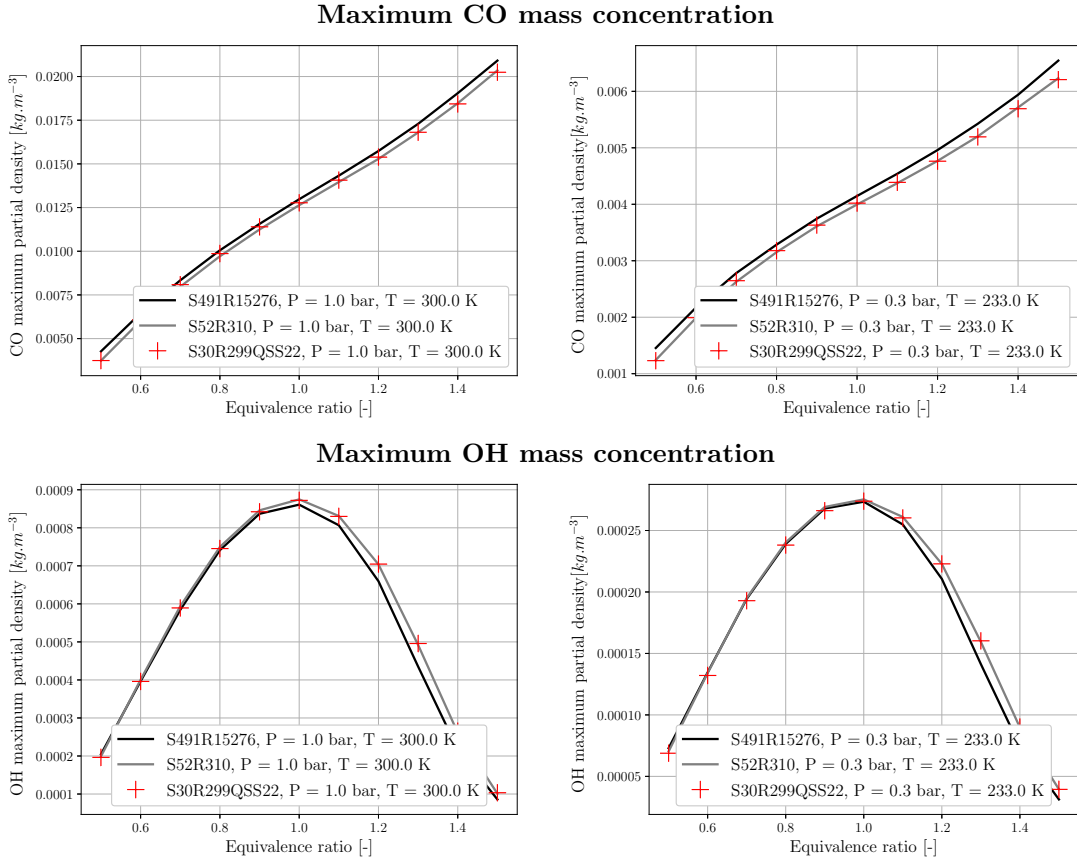 Maximum CO mass concentration
CO maximum partial density [kg.m⁻³]
0.0200
0.0175
0.0150
0.0125
0.0100
0.0075
0.0050
S491R15276, P = 1.0 bar, T = 300.0 K
S52R310, P = 1.0 bar, T = 300.0 K
S30R299QSS22, P = 1.0 bar, T = 300.0 K
0.6 0.8 1.0 1.2 1.4
Equivalence ratio [-]
CO maximum partial density[kg.m⁻³]
0.006
0.005
0.004
0.003
0.002
0.001
S491R15276, P = 0.3 bar, T = 233.0 K
S52R310, P = 0.3 bar, T = 233.0 K
S30R299QSS22, P = 0.3 bar, T = 233.0 K
0.6 0.8 1.0 1.2 1.4
Equivalence ratio [-]
Maximum OH mass concentration
OH maximum partial density [kg.m⁻³]
0.0009
0.0008
0.0007
0.0006
0.0005
0.0004
0.0003
0.0002
0.0001
S491R15276, P = 1.0 bar, T = 300.0 K
S52R310, P = 1.0 bar, T = 300.0 K
S30R299QSS22, P = 1.0 bar, T = 300.0 K
0.6 0.8 1.0 1.2 1.4
Equivalence ratio [-]
OH maximum partial density[kg.m⁻³]
0.00025
0.00020
0.00015
0.00010
0.00005
S491R15276, P = 0.3 bar, T = 233.0 K
S52R310, P = 0.3 bar, T = 233.0 K
S30R299QSS22, P = 0.3 bar, T = 233.0 K
0.6 0.8 1.0 1.2 1.4
Equivalence ratio [-]